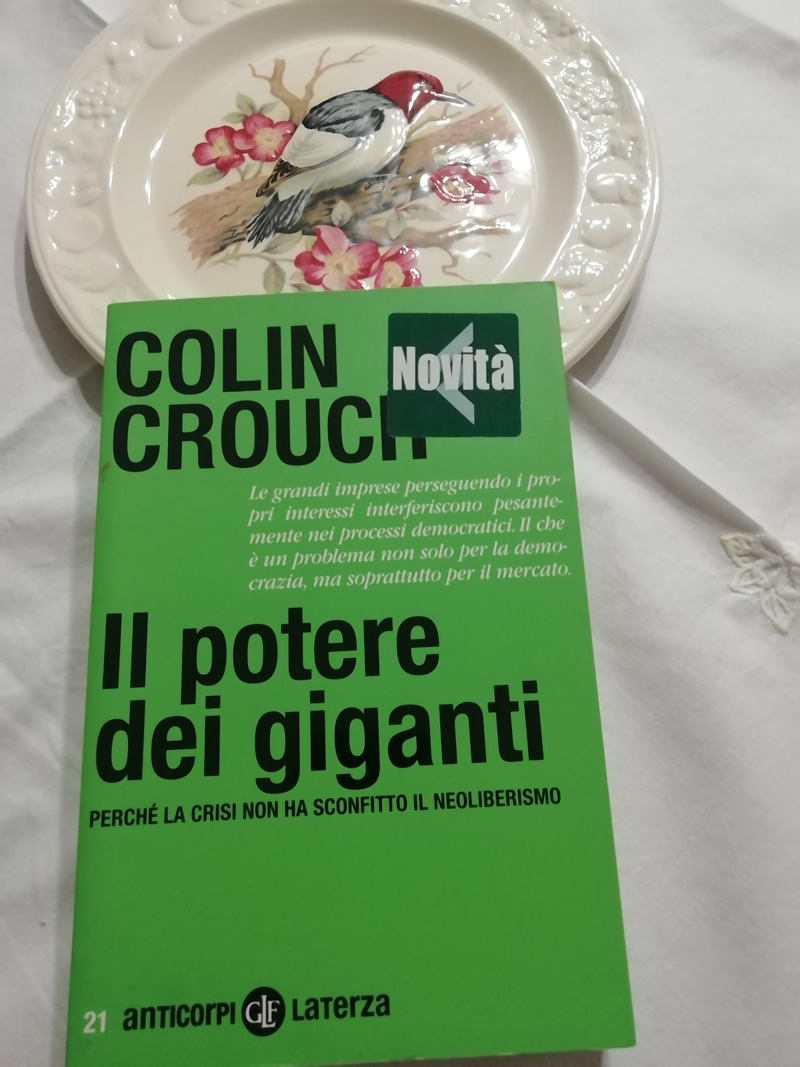 COLIN
CROUCH
Novità
Le grandi imprese perseguendo i pro-
pri interessi interferiscono pesante-
mente nei processi democratici. Il che
è un problema non solo per la demo-
crazia, ma soprattutto per il mercato.
Il potere
dei giganti
PERCHÉ LA CRISI NON HA SCONFITTO IL NEOLIBERISMO
21 anticorpi GLF Laterza